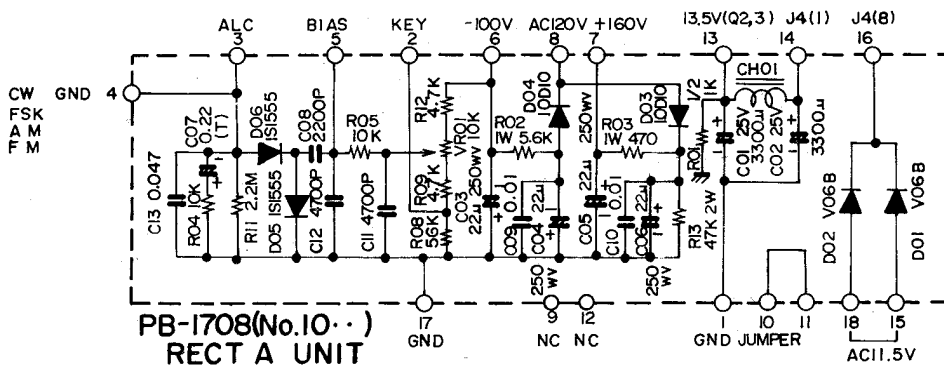 ALC BIAS KEY -100V AC120V +160V 13,5V(Q2,3) J4(1) J4(8)
3 5 2 6 8 7 13 14 16
CW GND 4
FSK
AM
FM
C07
0.22
(T)
D06
1S1555
C08
2200P
R05
10K
R12
4.7K
VR01
10K
R09
4.7K
R08
56K
250WV
C03
22μ
R02
1W 5.6K
D04
10D10
250WV
R03
1W 470
D03
10D10
1/2
1K
R01
CH01
C01 25V
3300μ
C02 25V
3300μ
C13 0.047
R04 10K
R11 2.2M
D05 1S1555
C12 4700P
C11 4700P
C09 0.01
C04 22μ
250
WV
C05 22μ
C10 0.01
C06 22μ
250
WV
R13
47K 2W
D02 V06B
D01 V06B
PB-1708(No.10··)
RECT A UNIT
17
GND
9 12
NC NC
1 10 11
GND JUMPER
18 15
AC11.5V